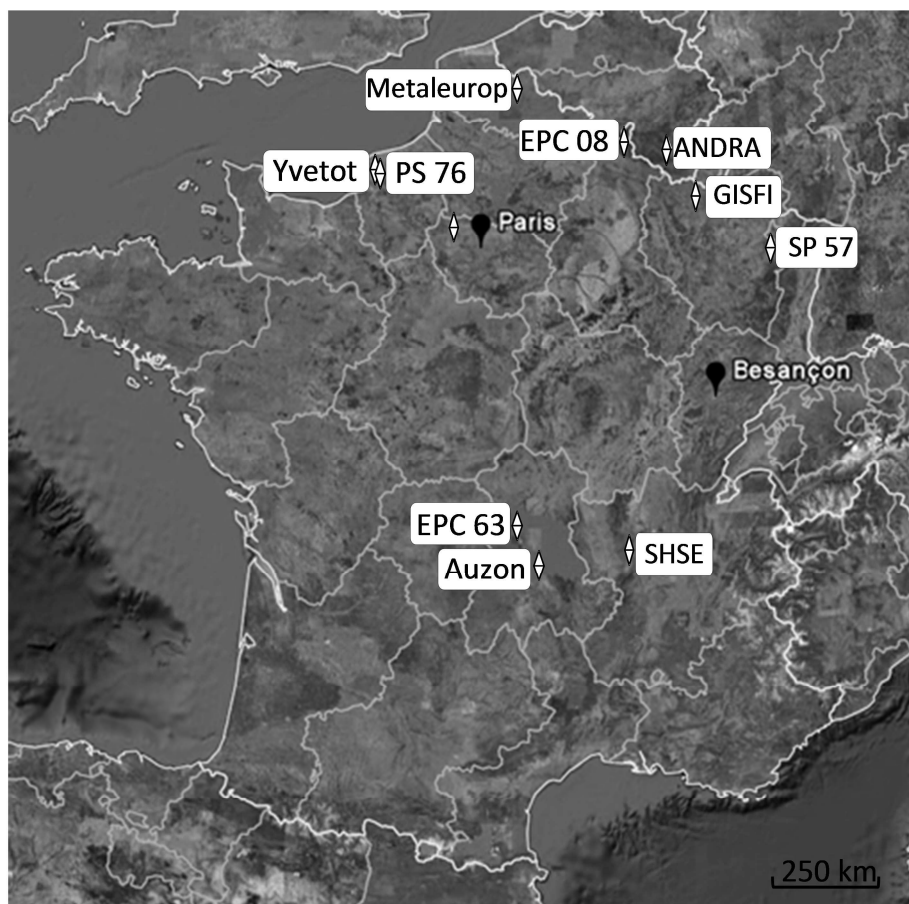 Metaleurop
EPC 08
ANDRA
Yvetot
PS 76
GISFI
Paris
SP 57
Besançon
EPC 63
SHSE
Auzon
250 km